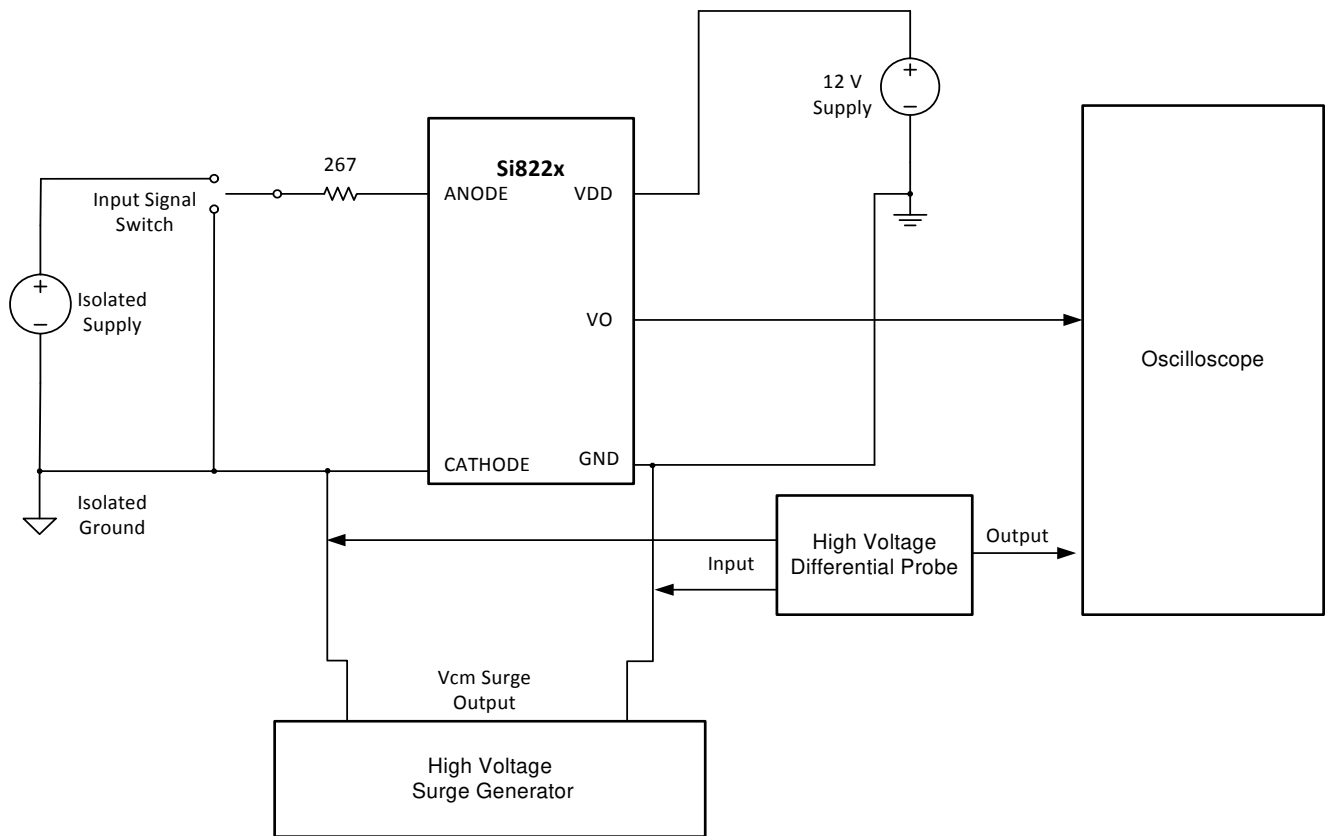 12 V
Supply
+
−
Si822x
267
ANODE
VDD
Input Signal
Switch
+
−
Isolated
Supply
VO
Oscilloscope
CATHODE
GND
Isolated
Ground
High Voltage
Differential Probe
Output
Input
Vcm Surge
Output
High Voltage
Surge Generator